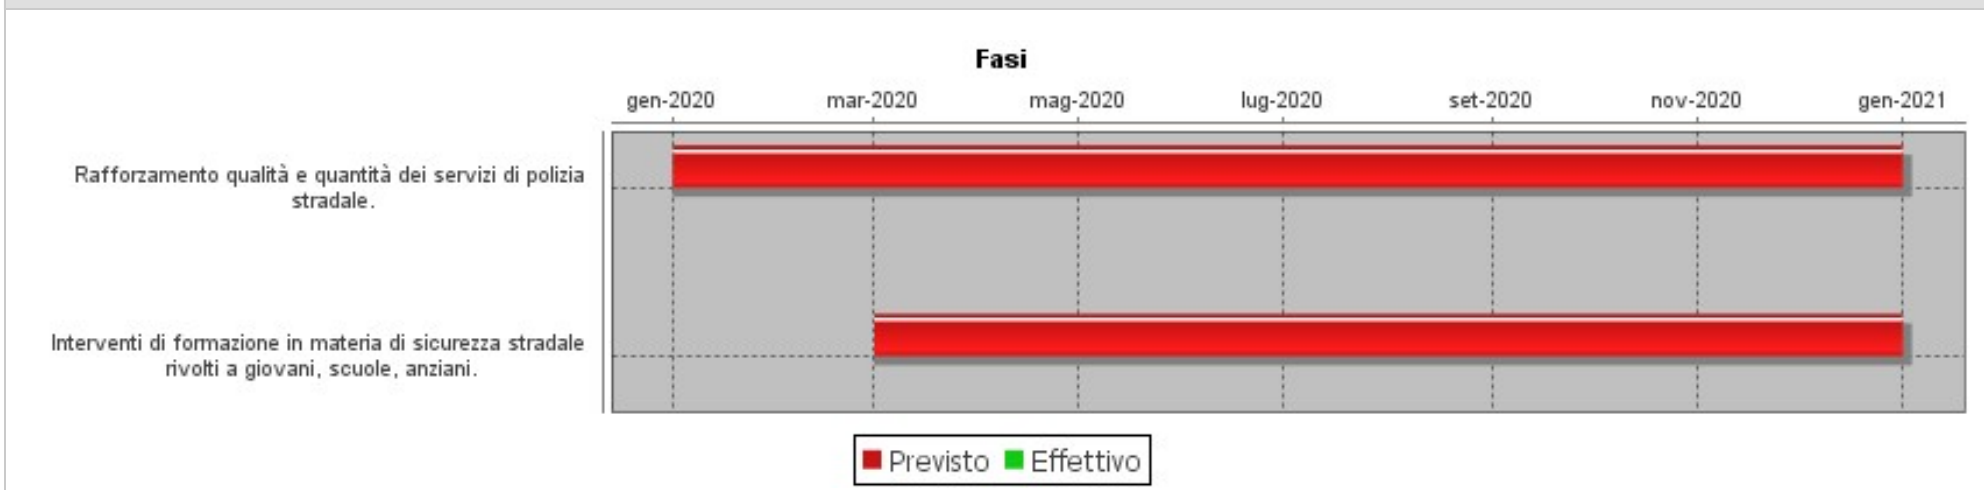 Fasi
gen-2020 mar-2020 mag-2020 lug-2020 set-2020 nov-2020 gen-2021
Rafforzamento qualità e quantità dei servizi di polizia
stradale.
Interventi di formazione in materia di sicurezza stradale
rivolti a giovani, scuole, anziani.
Previsto Effettivo